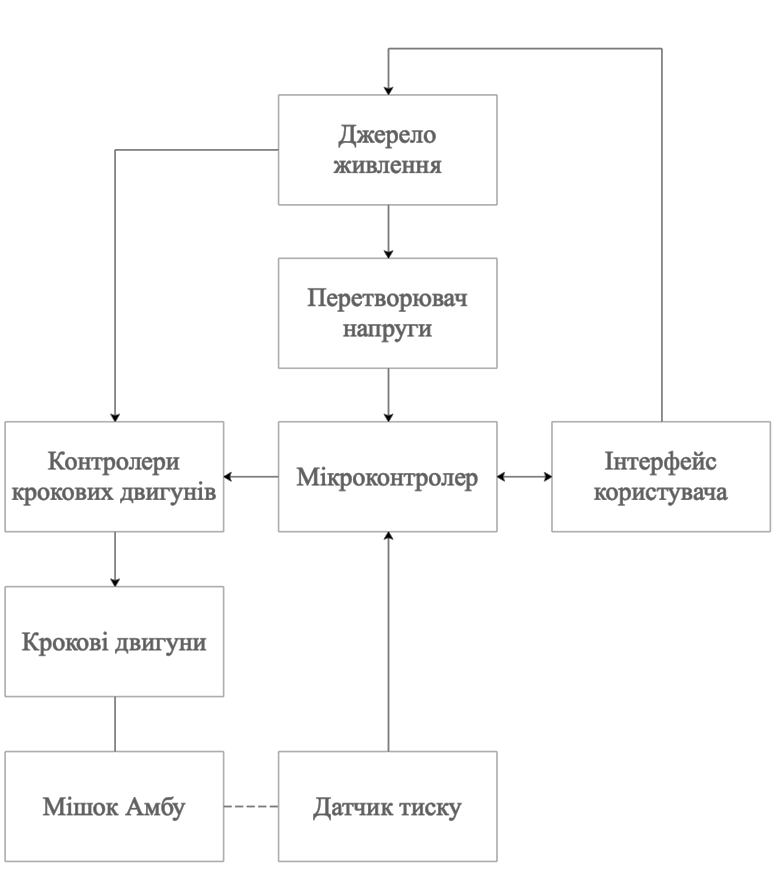 Джерело
живлення
Перетворювач
напруги
Контролери
крокових двигунів
Мікроконтролер
Інтерфейс
користувача
Крокові двигуни
Мішок Амбу
Датчик тиску